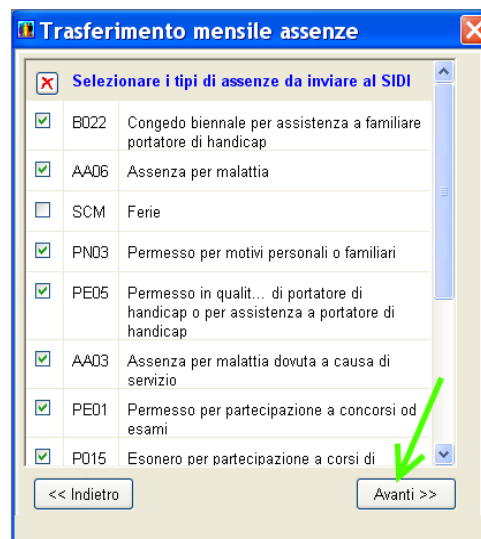 Trasferimento mensile assenze
Selezionare i tipi di assenze da inviare al SIDI
B022 Congedo biennale per assistenza a familiare
portatore di handicap
AA06 Assenza per malattia
SCM Ferie
PN03 Permesso per motivi personali o familiari
PE05 Permesso in qualit... di portatore di
handicap o per assistenza a portatore di
handicap
AA03 Assenza per malattia dovuta a causa di
servizio
PE01 Permesso per partecipazione a concorsi od
esami
P015 Esonero per partecipazione a corsi di
<< Indietro Avanti >>